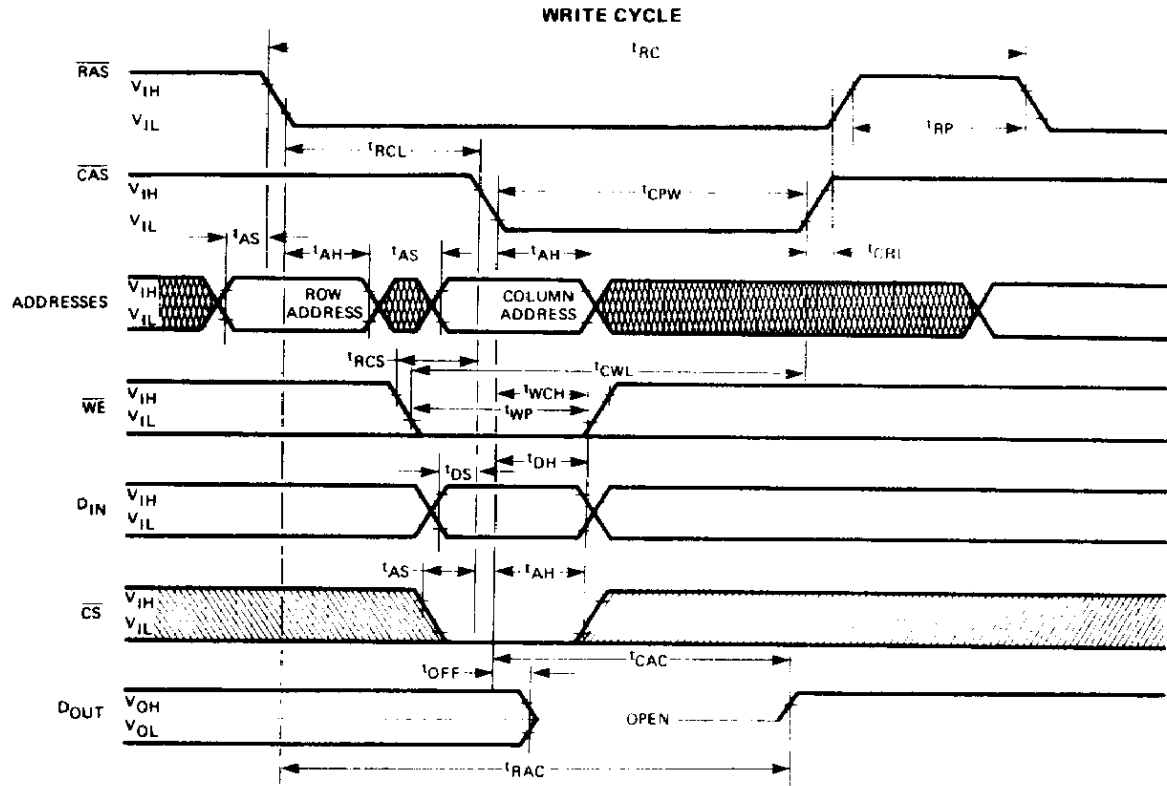 WRITE CYCLE
tRC
RAS
VIH
VIL
tRP
tRCL
CAS
VIH
VIL
tCPW
tAS
tAH
tAS
tAH
tCRL
ADDRESSES
VIH
VIL
ROW ADDRESS
COLUMN ADDRESS
tRCS
tCWL
WE
VIH
VIL
tWCH
tWP
tDS
tDH
DIN
VIH
VIL
tAS
tAH
CS
VIH
VIL
tCAC
tOFF
DOUT
VOH
VOL
OPEN
tRAC